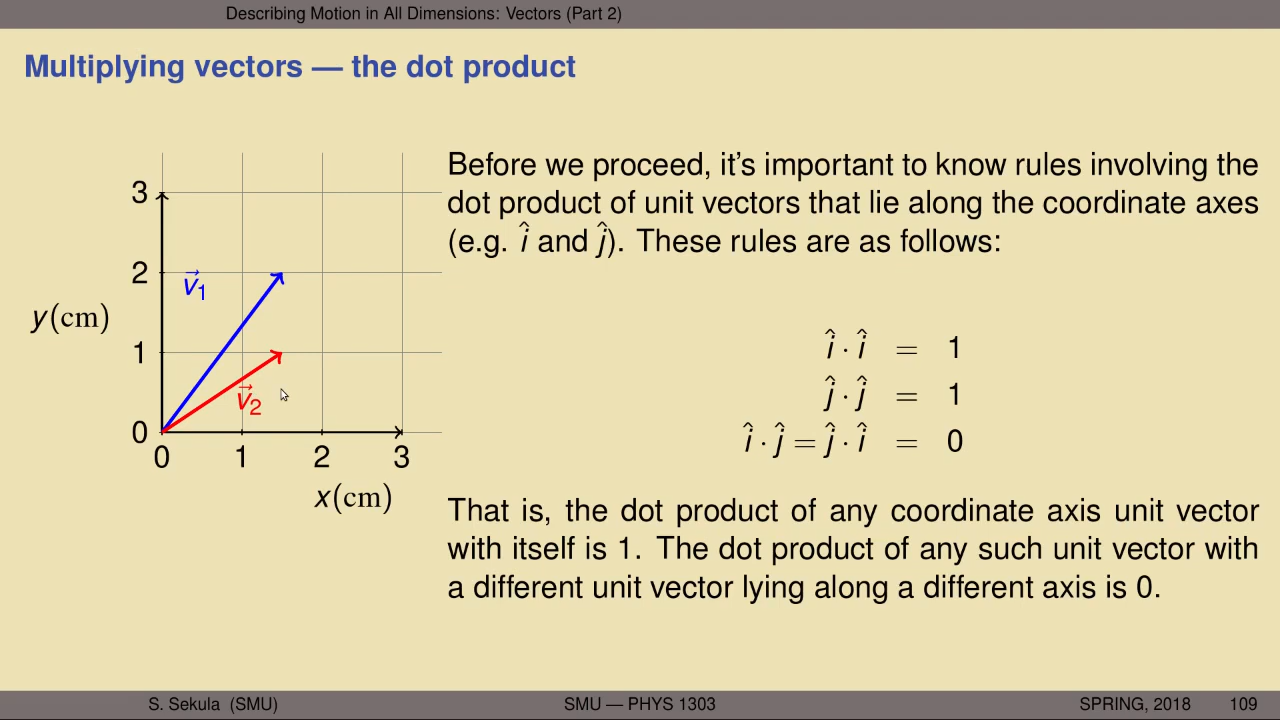 Describing Motion in All Dimensions: Vectors (Part 2)
Multiplying vectors — the dot product
3
2
1
0
0 1 2 3
y(cm)
x(cm)
v⃗₁
v⃗₂
Before we proceed, it's important to know rules involving the
dot product of unit vectors that lie along the coordinate axes
(e.g. î and ĵ). These rules are as follows:
î · î = 1
ĵ · ĵ = 1
î · ĵ = ĵ · î = 0
That is, the dot product of any coordinate axis unit vector
with itself is 1. The dot product of any such unit vector with
a different unit vector lying along a different axis is 0.
S. Sekula (SMU) SMU — PHYS 1303 SPRING, 2018 109